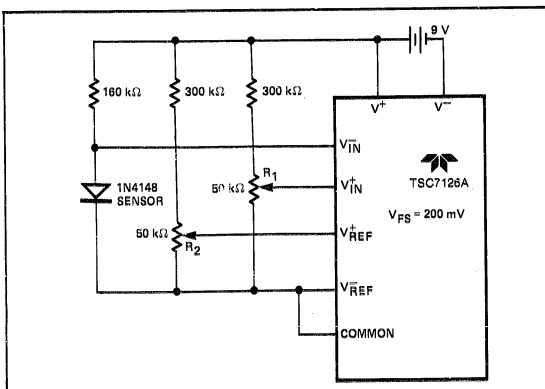 9 V
160 kΩ
300 kΩ
300 kΩ
V+
V–
V–IN
R1
1N4148
SENSOR
50 kΩ
V+IN
TSC7126A
VFS = 200 mV
50 kΩ
R2
V+REF
V–REF
COMMON